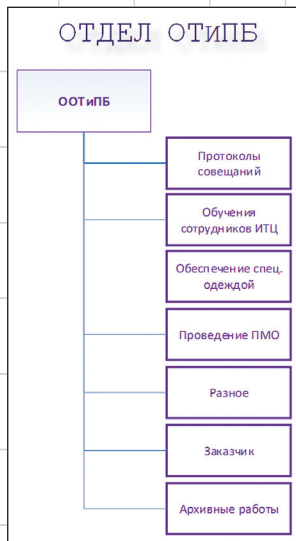 ОТДЕЛ ОТиПБ
ООТиПБ
Протоколы
совещаний
Обучения
сотрудников ИТЦ
Обеспечение спец.
одеждой
Проведение ПМО
Разное
Заказчик
Архивные работы